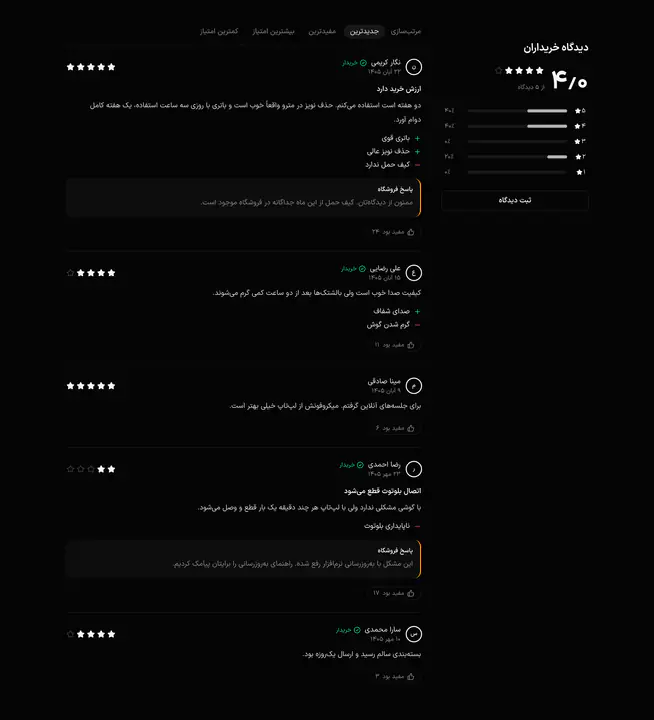 دیدگاه خریداران
۴٫۰
از ۵ دیدگاه
۵ ۴۰٪
۴ ۴۰٪
۳ ۰٪
۲ ۲۰٪
۱ ۰٪
ثبت دیدگاه
مرتب‌سازی جدیدترین مفیدترین بیشترین امتیاز کمترین امتیاز
ن
نگار کریمی خریدار
۲۲ آبان ۱۴۰۵
ارزش خرید دارد
دو هفته است استفاده می‌کنم. حذف نویز در مترو واقعاً خوب است و باتری با روزی سه ساعت استفاده، یک هفته کامل
دوام آورد.
+ باتری قوی
+ حذف نویز عالی
− کیف حمل ندارد
پاسخ فروشگاه
ممنون از دیدگاه‌تان. کیف حمل از این ماه جداگانه در فروشگاه موجود است.
مفید بود ۲۴
ع
علی رضایی خریدار
۱۵ آبان ۱۴۰۵
کیفیت صدا خوب است ولی بالشتک‌ها بعد از دو ساعت کمی گرم می‌شوند.
+ صدای شفاف
− گرم شدن گوش
مفید بود ۱۱
م
مینا صادقی
۹ آبان ۱۴۰۵
برای جلسه‌های آنلاین گرفتم، میکروفونش از لپ‌تاپ خیلی بهتر است.
مفید بود ۶
ر
رضا احمدی خریدار
۲۳ مهر ۱۴۰۵
اتصال بلوتوث قطع می‌شود
با گوشی مشکلی ندارد ولی با لپ‌تاپ هر چند دقیقه یک بار قطع و وصل می‌شود.
− ناپایداری بلوتوث
پاسخ فروشگاه
این مشکل با به‌روزرسانی نرم‌افزار رفع شده. راهنمای به‌روزرسانی را برایتان پیامک کردیم.
مفید بود ۱۷
س
سارا محمدی خریدار
۱۰ مهر ۱۴۰۵
بسته‌بندی سالم رسید و ارسال یک‌روزه بود.
مفید بود ۳